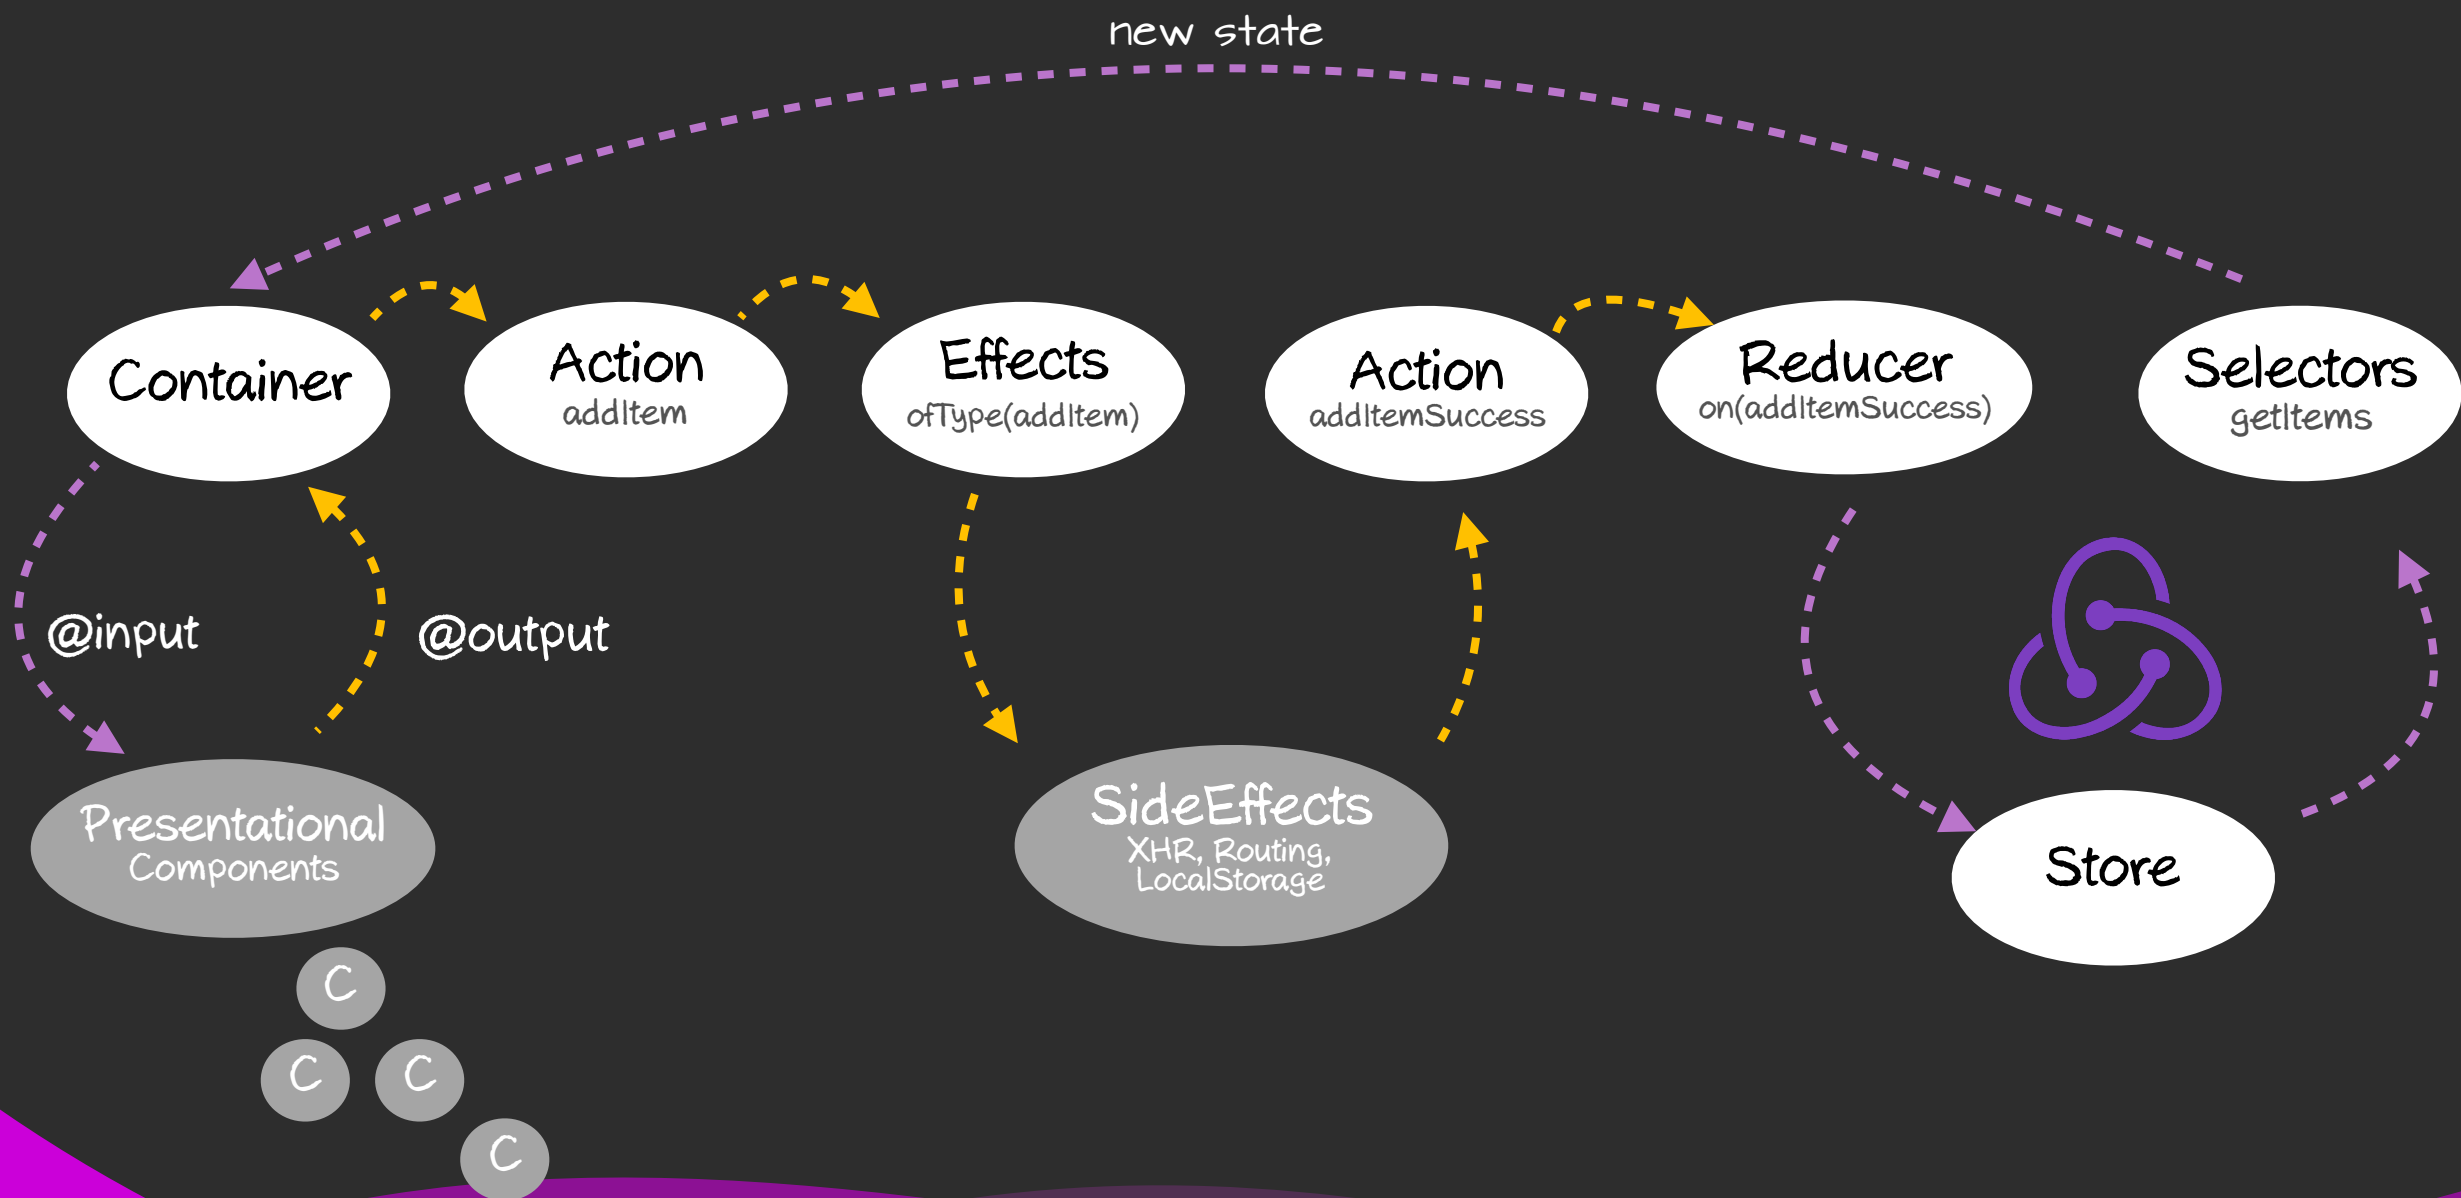 new state
Container
Action
addItem
Effects
ofType(addItem)
Action
addItemSuccess
Reducer
on(addItemSuccess)
Selectors
getItems
@input
@output
Presentational
Components
SideEffects
XHR, Routing,
LocalStorage
Store
C
C
C
C